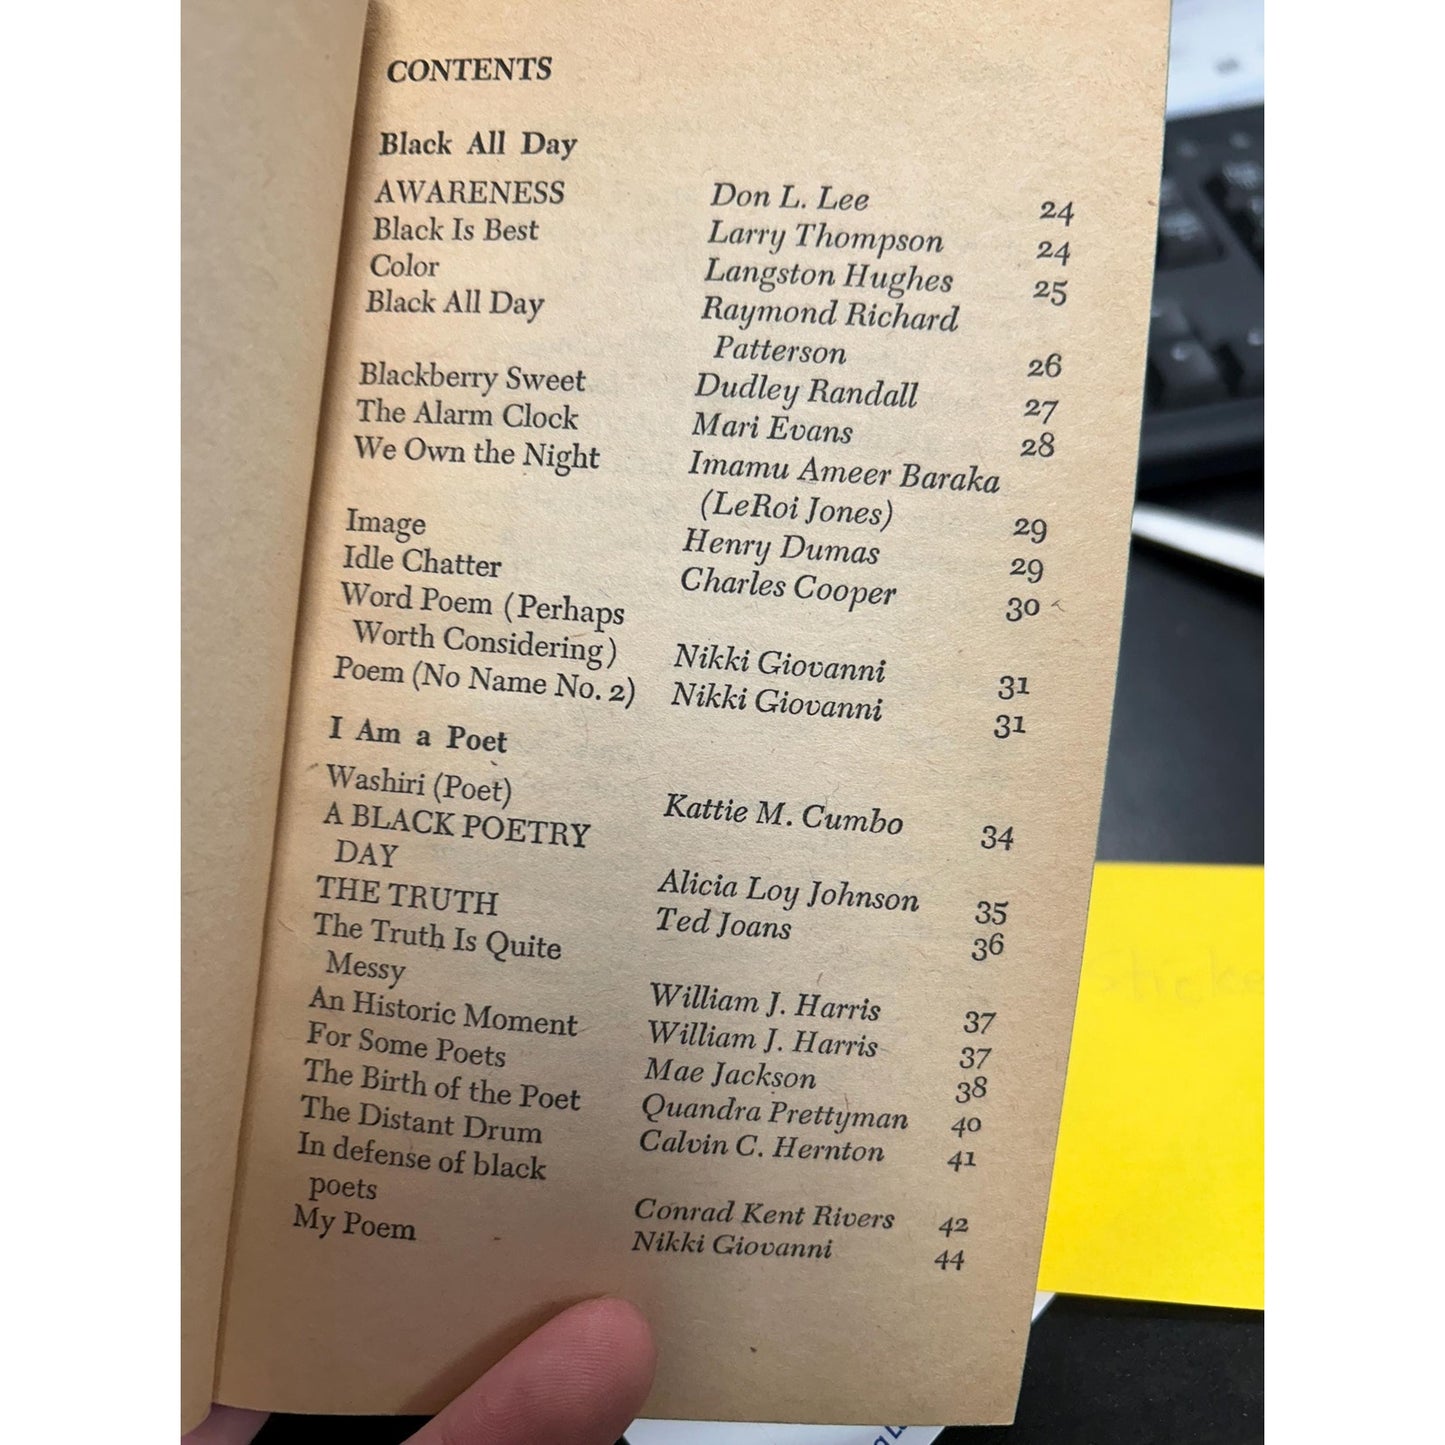 CONTENTS
Black All Day
AWARENESS Don L. Lee 24
Black Is Best Larry Thompson 24
Color Langston Hughes 25
Black All Day Raymond Richard
Patterson 26
Blackberry Sweet Dudley Randall 27
The Alarm Clock Mari Evans 28
We Own the Night Imamu Ameer Baraka
(LeRoi Jones) 29
Image Henry Dumas 29
Idle Chatter Charles Cooper 30
Word Poem (Perhaps
Worth Considering) Nikki Giovanni 31
Poem (No Name No. 2) Nikki Giovanni 31
I Am a Poet
Washiri (Poet) Kattie M. Cumbo 34
A BLACK POETRY
DAY Alicia Loy Johnson 35
THE TRUTH Ted Joans 36
The Truth Is Quite
Messy William J. Harris 37
An Historic Moment William J. Harris 37
For Some Poets Mae Jackson 38
The Birth of the Poet Quandra Prettyman 40
The Distant Drum Calvin C. Hernton 41
In defense of black
poets Conrad Kent Rivers 42
My Poem Nikki Giovanni 44